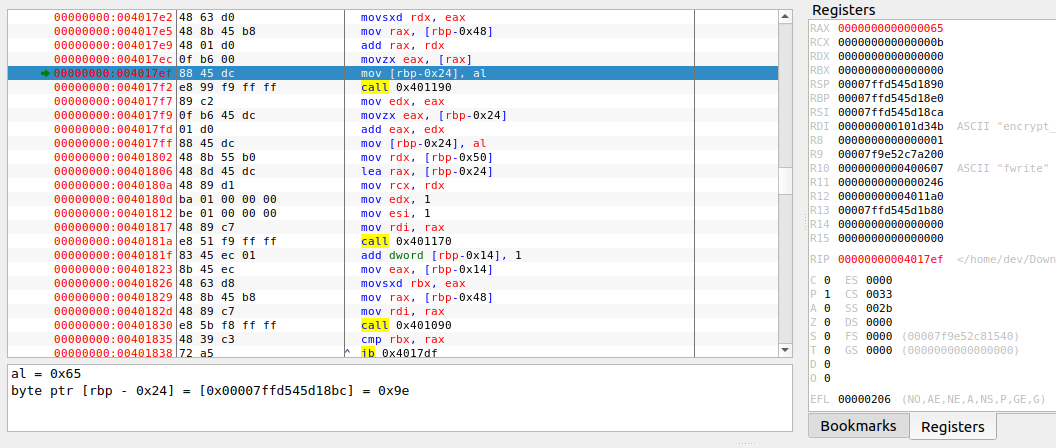 Registers
00000000:004017e2 48 63 d0 movsxd rdx, eax
00000000:004017e5 48 8b 45 b8 mov rax, [rbp-0x48]
00000000:004017e9 48 01 d0 add rax, rdx
00000000:004017ec 0f b6 00 movzx eax, [rax]
00000000:004017ef 88 45 dc mov [rbp-0x24], al
00000000:004017f2 e8 99 f9 ff ff call 0x401190
00000000:004017f7 89 c2 mov edx, eax
00000000:004017f9 0f b6 45 dc movzx eax, [rbp-0x24]
00000000:004017fd 01 d0 add eax, edx
00000000:004017ff 88 45 dc mov [rbp-0x24], al
00000000:00401802 48 8b 55 b0 mov rdx, [rbp-0x50]
00000000:00401806 48 8d 45 dc lea rax, [rbp-0x24]
00000000:0040180a 48 89 d1 mov rcx, rdx
00000000:0040180d ba 01 00 00 00 mov edx, 1
00000000:00401812 be 01 00 00 00 mov esi, 1
00000000:00401817 48 89 c7 mov rdi, rax
00000000:0040181a e8 51 f9 ff ff call 0x401170
00000000:0040181f 83 45 ec 01 add dword [rbp-0x14], 1
00000000:00401823 8b 45 ec mov eax, [rbp-0x14]
00000000:00401826 48 63 d8 movsxd rbx, eax
00000000:00401829 48 8b 45 b8 mov rax, [rbp-0x48]
00000000:0040182d 48 89 c7 mov rdi, rax
00000000:00401830 e8 5b f8 ff ff call 0x401090
00000000:00401835 48 39 c3 cmp rbx, rax
00000000:00401838 72 a5 ^ jb 0x4017df
al = 0x65
byte ptr [rbp - 0x24] = [0x00007ffd545d18bc] = 0x9e
RAX 0000000000000065
RCX 000000000000000b
RDX 0000000000000000
RBX 0000000000000000
RSP 00007ffd545d1890
RBP 00007ffd545d18e0
RSI 00007ffd545d18ca
RDI 000000000101d34b ASCII "encrypt_
R8 0000000000000001
R9 00007f9e52c7a200
R10 0000000000400607 ASCII "fwrite"
R11 0000000000000246
R12 00000000004011a0
R13 00007ffd545d1b80
R14 0000000000000000
R15 0000000000000000
RIP 00000000004017ef </home/dev/Down
C 0 ES 0000
P 1 CS 0033
A 0 SS 002b
Z 0 DS 0000
S 0 FS 0000 (00007f9e52c81540)
T 0 GS 0000 (0000000000000000)
D 0
O 0
EFL 00000206 (NO,AE,NE,A,NS,P,GE,G)
Bookmarks Registers